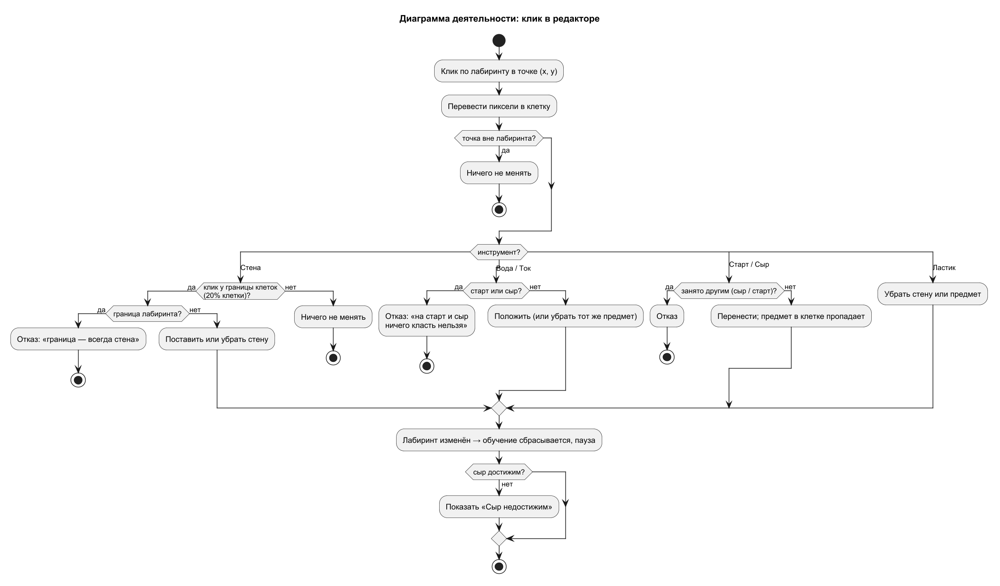 Диаграмма деятельности: клик в редакторе
Клик по лабиринту в точке (x, y)
Перевести пиксели в клетку
точка вне лабиринта?
да
Ничего не менять
инструмент?
Стена
Вода / Ток
Старт / Сыр
Ластик
да
клик у границы клеток
(20% клетки)?
нет
да
старт или сыр?
нет
да
занято другим (сыр / старт)?
нет
Убрать стену или предмет
да
граница лабиринта?
нет
Ничего не менять
Отказ: «на старт и сыр
ничего класть нельзя»
Положить (или убрать тот же предмет)
Отказ
Перенести; предмет в клетке пропадает
Отказ: «граница — всегда стена»
Поставить или убрать стену
Лабиринт изменён → обучение сбрасывается, пауза
сыр достижим?
нет
Показать «Сыр недостижим»